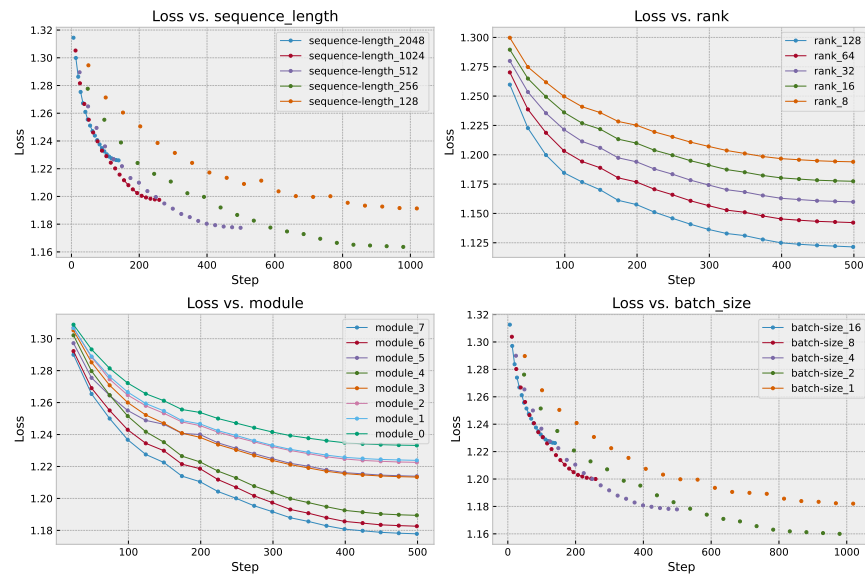 Loss vs. sequence_length
Loss
1.32
1.30
1.28
1.26
1.24
1.22
1.20
1.18
1.16
0
200
400
600
800
1000
Step
sequence-length_2048
sequence-length_1024
sequence-length_512
sequence-length_256
sequence-length_128
Loss vs. rank
Loss
1.300
1.275
1.250
1.225
1.200
1.175
1.150
1.125
100
200
300
400
500
Step
rank_128
rank_64
rank_32
rank_16
rank_8
Loss vs. module
Loss
1.30
1.28
1.26
1.24
1.22
1.20
1.18
100
200
300
400
500
Step
module_7
module_6
module_5
module_4
module_3
module_2
module_1
module_0
Loss vs. batch_size
Loss
1.32
1.30
1.28
1.26
1.24
1.22
1.20
1.18
1.16
0
200
400
600
800
1000
Step
batch-size_16
batch-size_8
batch-size_4
batch-size_2
batch-size_1